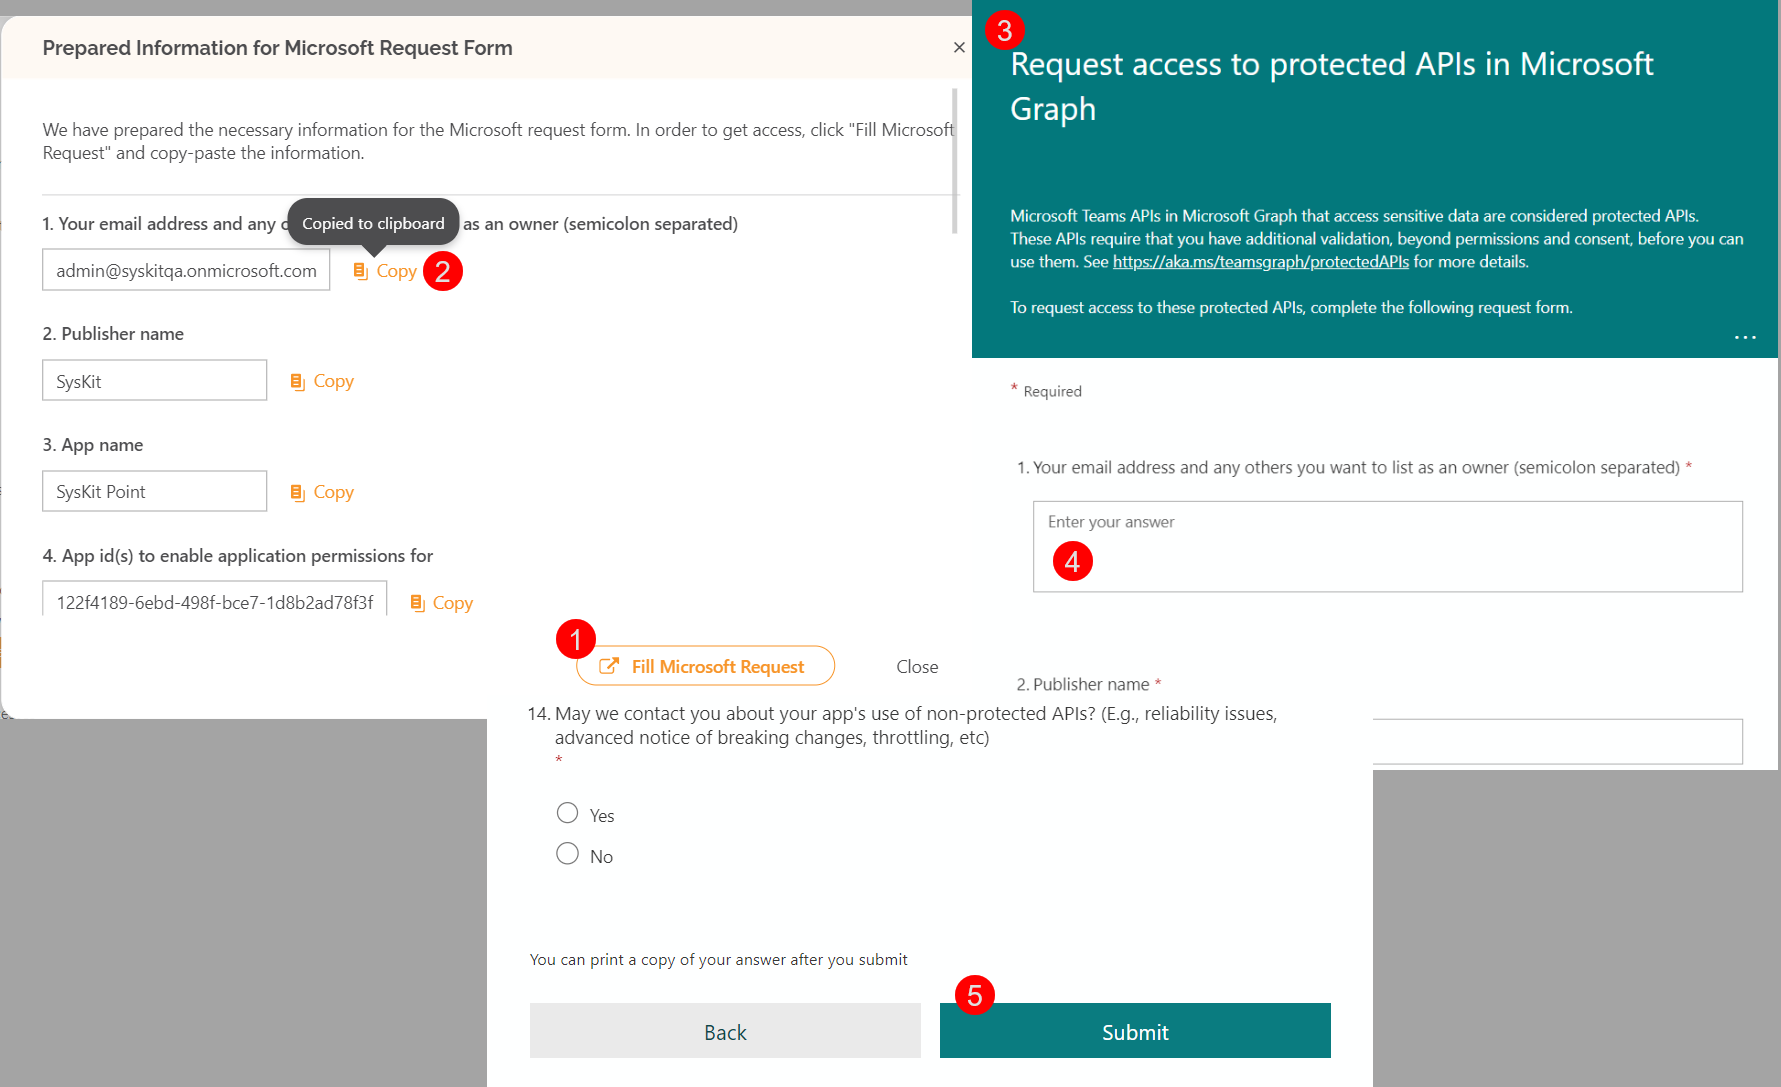 Prepared Information for Microsoft Request Form
We have prepared the necessary information for the Microsoft request form. In order to get access, click "Fill Microsoft
Request" and copy-paste the information.
1. Your email address and any
Copied to clipboard
as an owner (semicolon separated)
admin@syskitqa.onmicrosoft.com
Copy
2
2. Publisher name
SysKit
Copy
3. App name
SysKit Point
Copy
4. App id(s) to enable application permissions for
122f4189-6ebd-498f-bce7-1d8b2ad78f3f
Copy
1
Fill Microsoft Request
Close
3
Request access to protected APIs in Microsoft
Graph
Microsoft Teams APIs in Microsoft Graph that access sensitive data are considered protected APIs.
These APIs require that you have additional validation, beyond permissions and consent, before you can
use them. See https://aka.ms/teamsgraph/protectedAPIs for more details.
To request access to these protected APIs, complete the following request form.
...
* Required
1. Your email address and any others you want to list as an owner (semicolon separated) *
Enter your answer
4
2. Publisher name *
14. May we contact you about your app's use of non-protected APIs? (E.g., reliability issues,
advanced notice of breaking changes, throttling, etc)
*
Yes
No
You can print a copy of your answer after you submit
5
Back
Submit